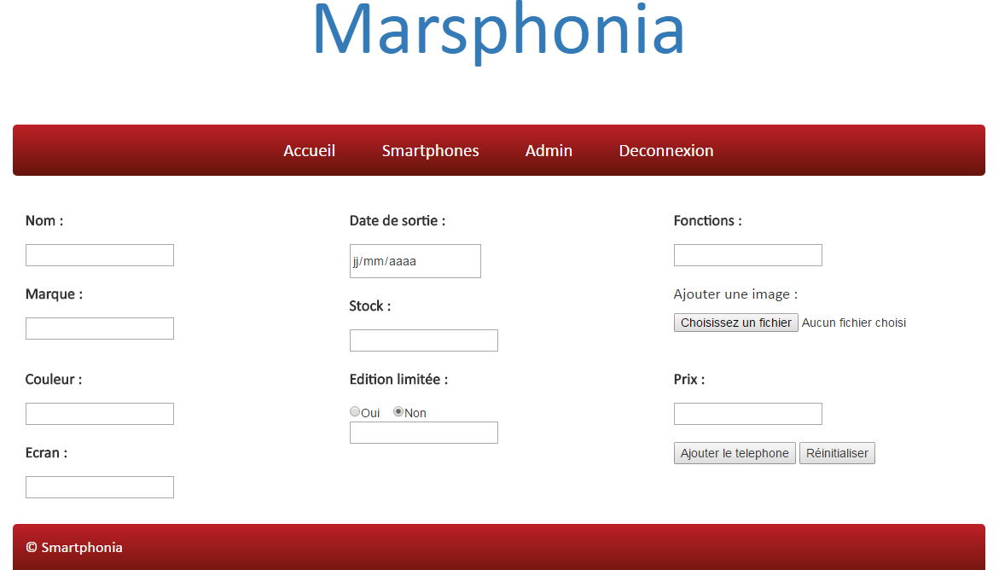 Marsphonia
Accueil Smartphones Admin Deconnexion
Nom :
Marque :
Couleur :
Ecran :
Date de sortie :
jj/mm/aaaa
Stock :
Edition limitée :
Oui Non
Fonctions :
Ajouter une image :
Choisissez un fichier Aucun fichier choisi
Prix :
Ajouter le telephone Réinitialiser
© Smartphonia